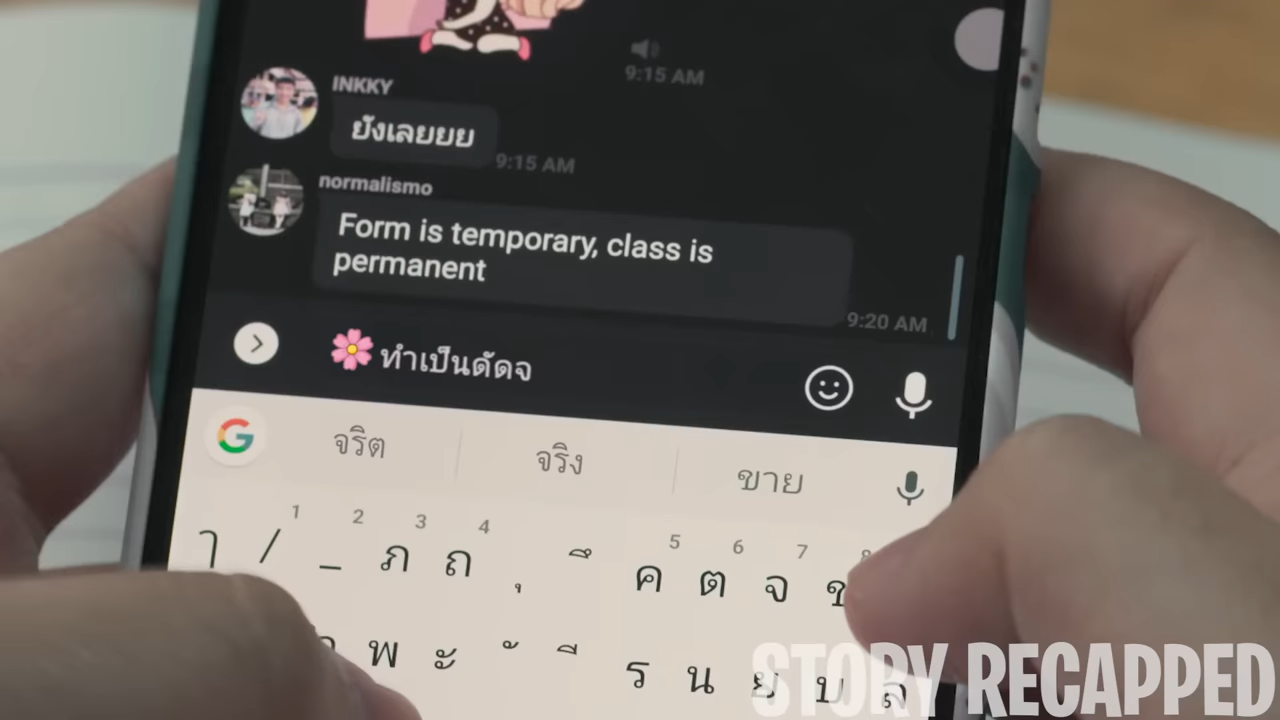 9:15 AM
INKKY
ยังเลยยย
9:15 AM
normalismo
Form is temporary, class is
permanent
9:20 AM
🌸 ทำเป็นดัดจ
G
จริต จริง ขาย
1 2 3 4 5 6 7
ๅ / _ ภ ถ ุ ึ ค ต จ ข
พ ะ ั ี ร น ย บ ล
STORY RECAPPED